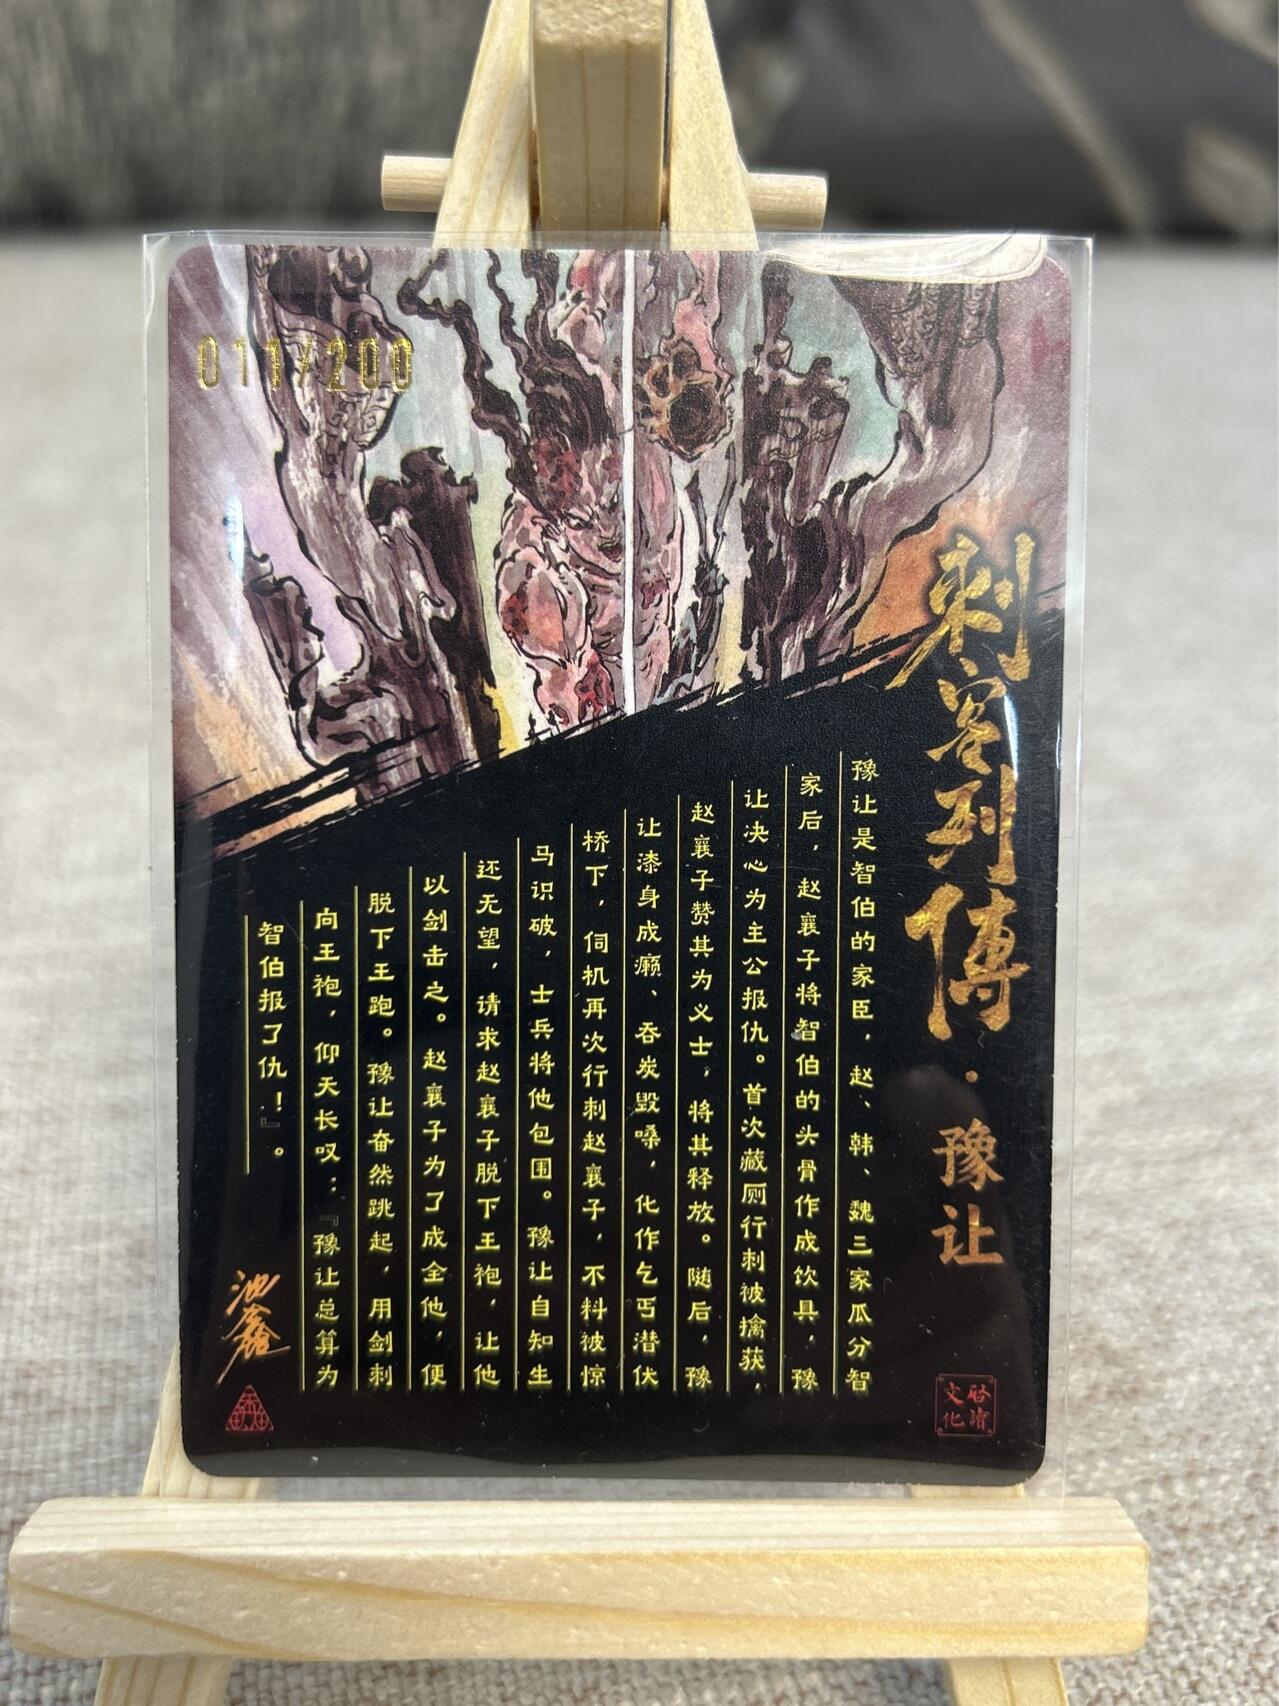 011/200
刺客列傳·豫让
豫让是智伯的家臣，赵、韩、魏三家瓜分智
家后，赵襄子将智伯的头骨作成饮具，豫
让决心为主公报仇。首次藏厕行刺被擒获，
赵襄子赞其为义士，将其释放。随后，豫
让漆身成癞、吞炭毁嗓，化作乞丐潜伏
桥下，伺机再次行刺赵襄子，不料被惊
马识破，士兵将他包围。豫让自知生
还无望，请求赵襄子脱下王袍，让他
以剑击之。赵襄子为了成全他，便
脱下王跑。豫让奋然跳起，用剑刺
向王袍，仰天长叹：『豫让总算为
智伯报了仇！』。
池鑫
启读
文化